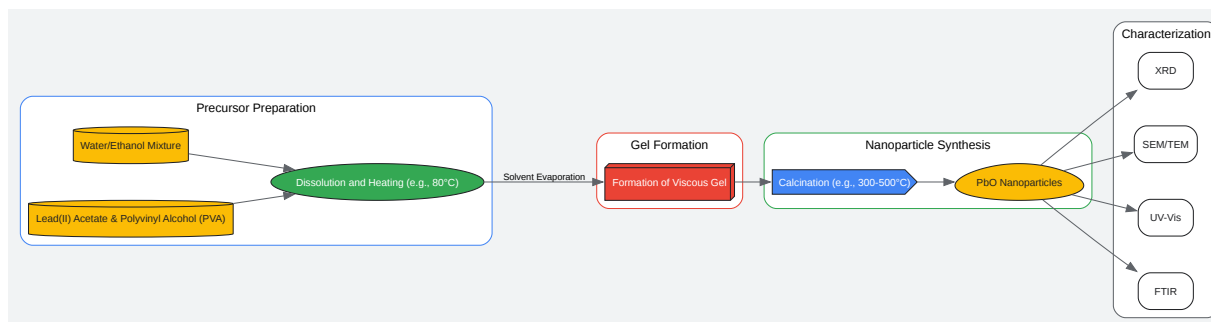 Precursor Preparation
Water/Ethanol Mixture
Lead(II) Acetate & Polyvinyl Alcohol (PVA)
Dissolution and Heating (e.g., 80°C)
Solvent Evaporation
Gel Formation
Formation of Viscous Gel
Nanoparticle Synthesis
Calcination (e.g., 300-500°C)
PbO Nanoparticles
Characterization
XRD
SEM/TEM
UV-Vis
FTIR